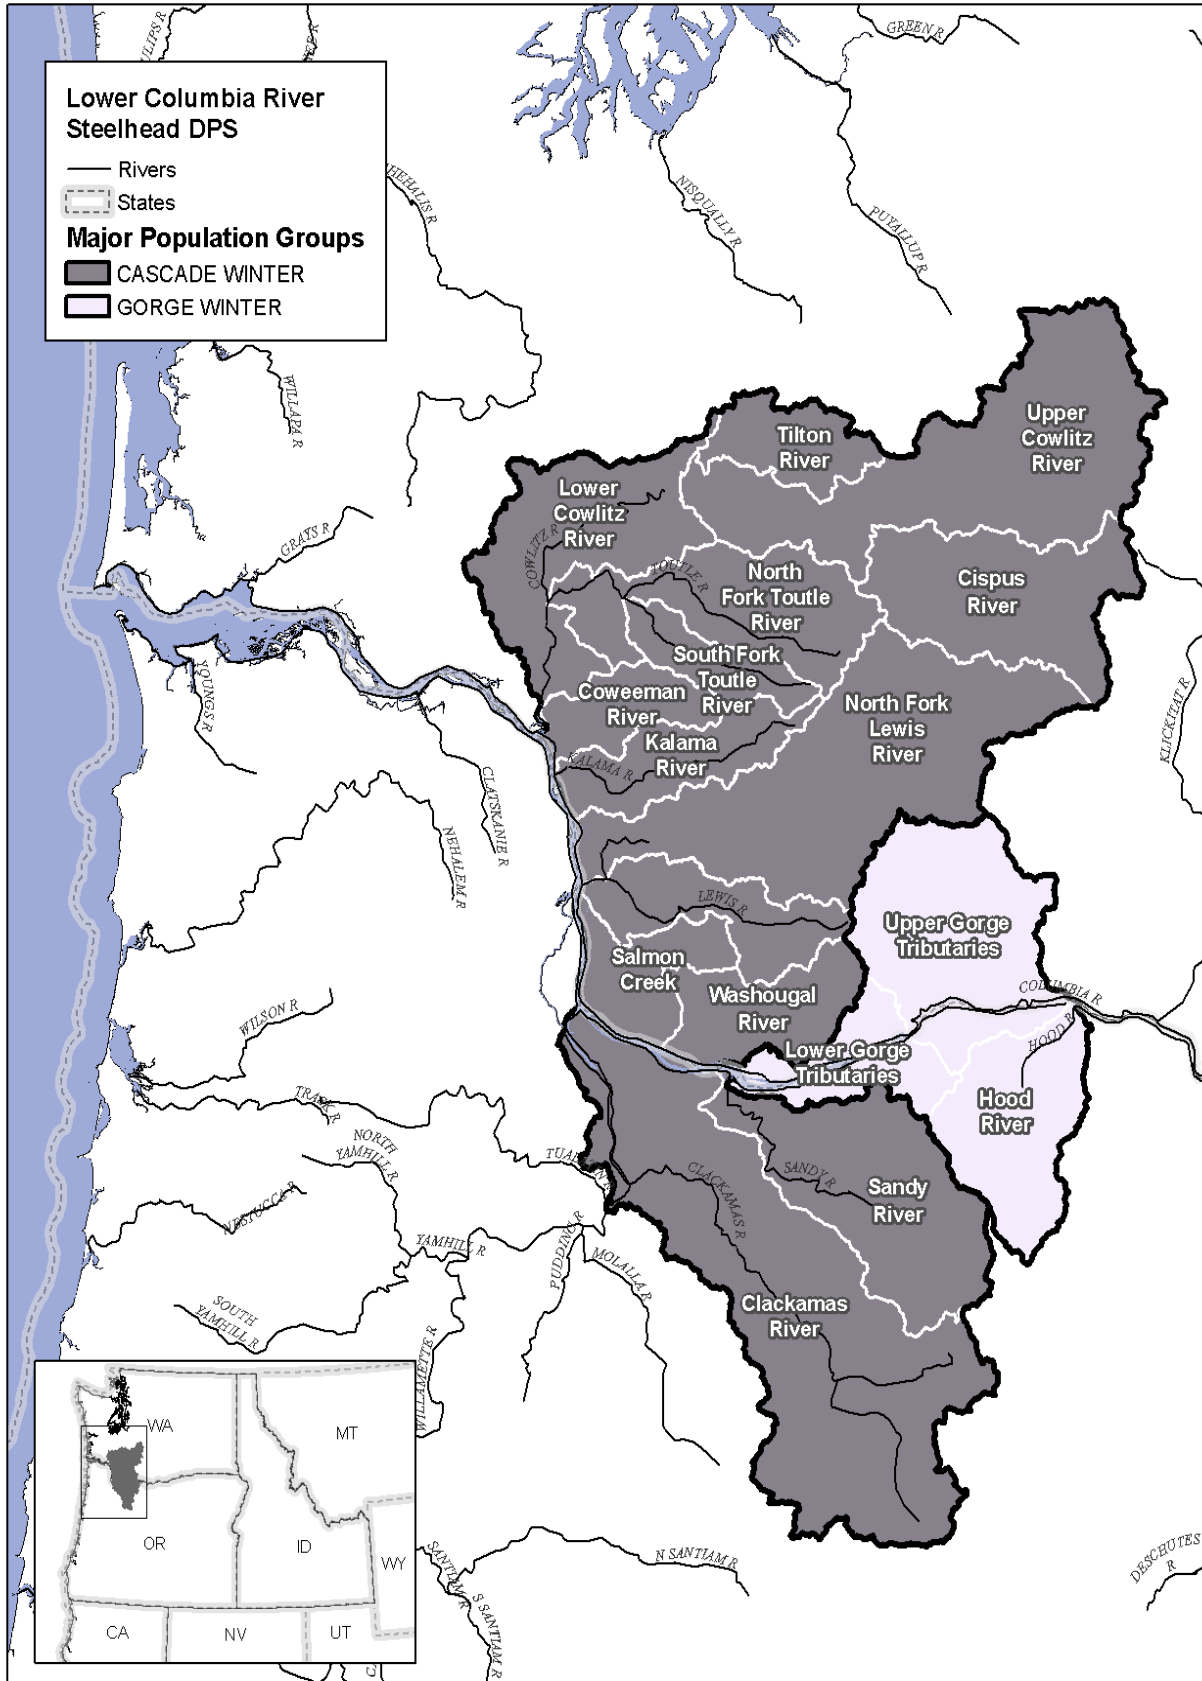 GREEN R
ULIPS R
Lower Columbia River
Steelhead DPS
Rivers
States
Major Population Groups
CASCADE WINTER
GORGE WINTER
HEHALIS R
NISQUALLY R
PUYALLUP R
WILLAPA R
Upper
Cowlitz
River
Tilton
River
Lower
Cowlitz
River
COWLITZ R
GRAYS R
TOUTLE R
North
Fork Toutle
River
Cispus
River
South Fork
Toutle
River
Coweeman
River
North Fork
Lewis
River
Kalama
River
KALAMA R
YOUNGS R
KLICKITAT R
CLATSKANIE R
NEHALEM R
LEWIS R
Upper Gorge
Tributaries
Salmon
Creek
Washougal
River
COLUMBIA R
WILSON R
HOOD R
Lower Gorge
Tributaries
Hood
River
TRASK R
NORTH
YAMHILL R
CLACKAMAS R
SANDY R
Sandy
River
NESTUCCA R
YAMHILL R
PUDDING R
MOLALLA R
SOUTH
YAMHILL R
Clackamas
River
WILLAMETTE R
WA
MT
OR
ID
WY
CA
NV
UT
SANTIAM R
N SANTIAM R
S SANTIAM R
DESCHUTES
R